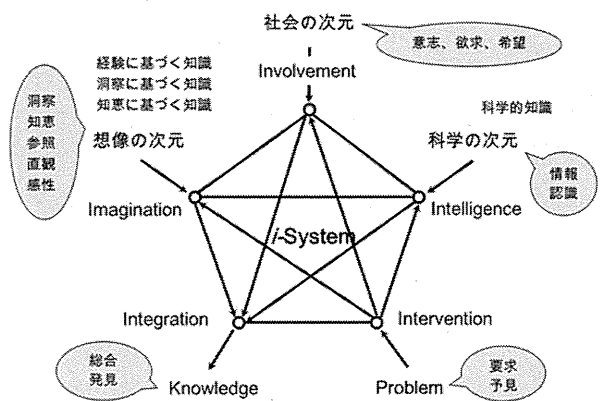 社会の次元
意志、欲求、希望
Involvement
経験に基づく知識
洞察に基づく知識
知恵に基づく知識
洞察
知恵
参照
直観
感性
想像の次元
科学的知識
科学の次元
情報
認識
Imagination
Intelligence
i-System
Integration
Intervention
総合
発見
Knowledge
Problem
要求
予見